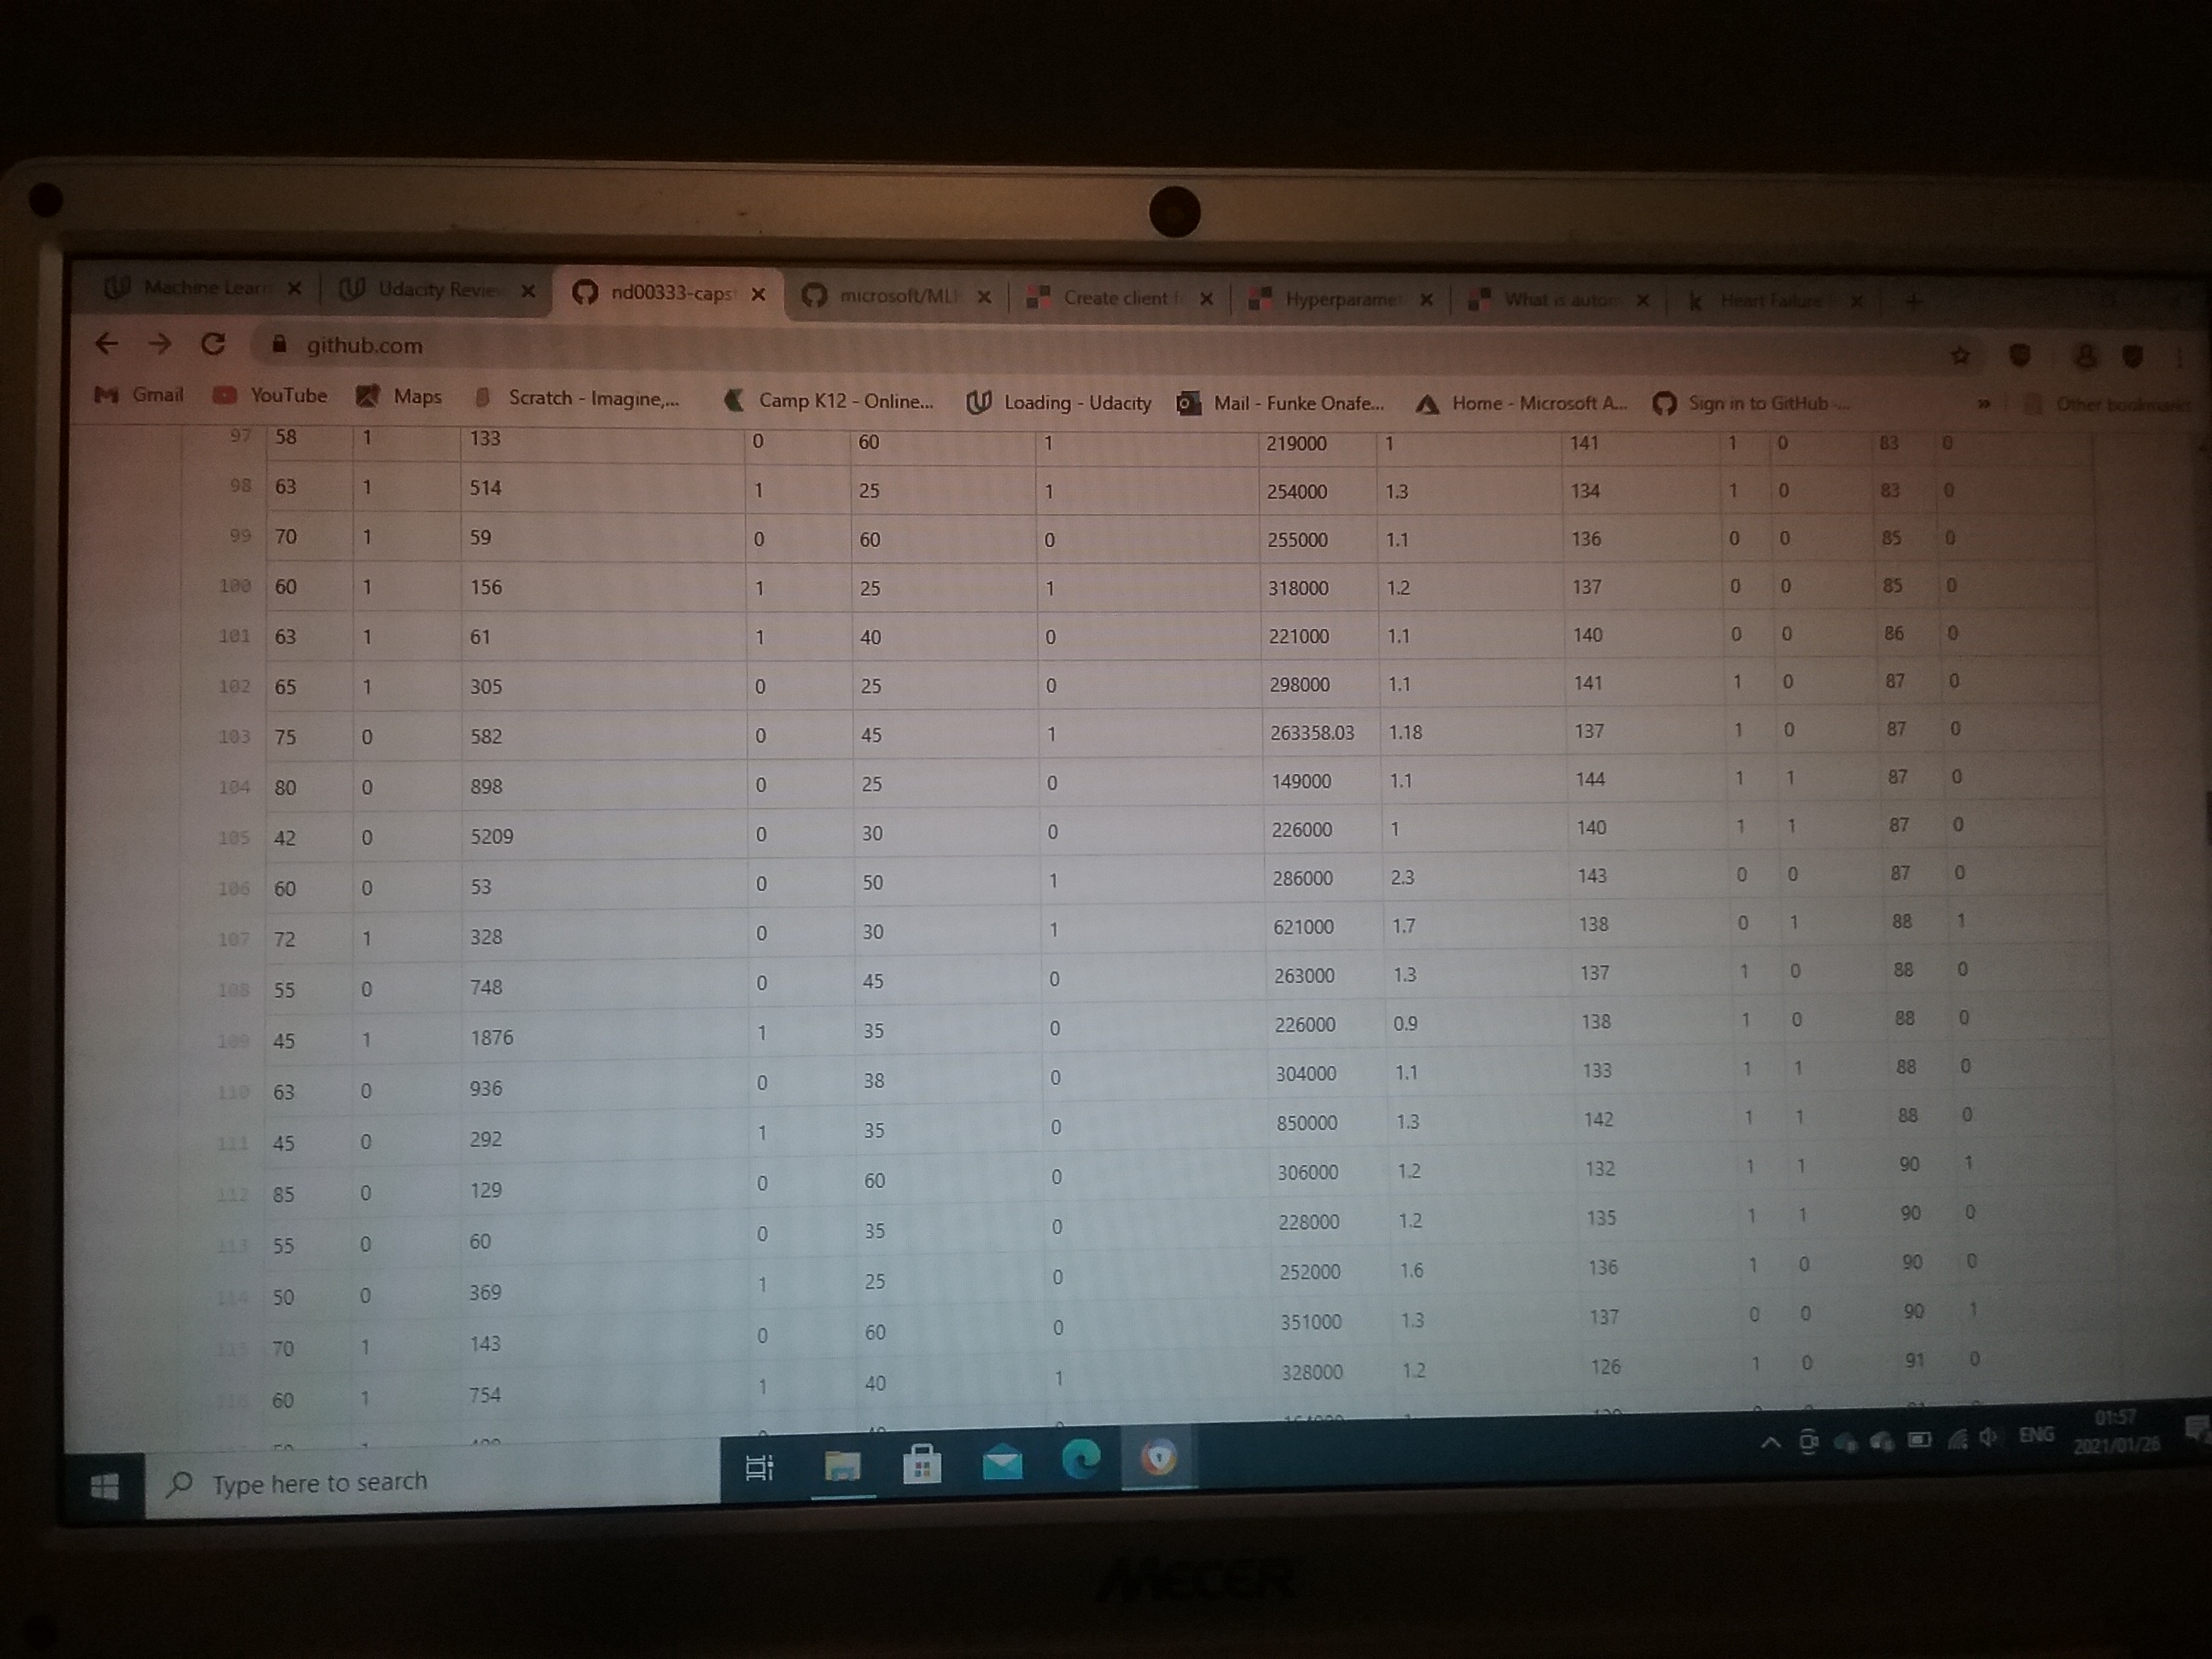 Machine Lear
Udacity Review
nd00333-caps
microsoft/ML
Create client f
Hyperparamet
What is autom
Heart Failure
github.com
Gmail YouTube Maps Scratch - Imagine,... Camp K12 - Online... Loading - Udacity Mail - Funke Onafe... Home - Microsoft A... Sign in to GitHub ... » Other bookmarks
97 58 1 133 0 60 1 219000 1 141 1 0 83 0
98 63 1 514 1 25 1 254000 1.3 134 1 0 83 0
99 70 1 59 0 60 0 255000 1.1 136 0 0 85 0
100 60 1 156 1 25 1 318000 1.2 137 0 0 85 0
101 63 1 61 1 40 0 221000 1.1 140 0 0 86 0
102 65 1 305 0 25 0 298000 1.1 141 1 0 87 0
103 75 0 582 0 45 1 263358.03 1.18 137 1 0 87 0
104 80 0 898 0 25 0 149000 1.1 144 1 1 87 0
105 42 0 5209 0 30 0 226000 1 140 1 1 87 0
106 60 0 53 0 50 1 286000 2.3 143 0 0 87 0
107 72 1 328 0 30 1 621000 1.7 138 0 1 88 1
108 55 0 748 0 45 0 263000 1.3 137 1 0 88 0
109 45 1 1876 1 35 0 226000 0.9 138 1 0 88 0
110 63 0 936 0 38 0 304000 1.1 133 1 1 88 0
111 45 0 292 1 35 0 850000 1.3 142 1 1 88 0
112 85 0 129 0 60 0 306000 1.2 132 1 1 90 1
113 55 0 60 0 35 0 228000 1.2 135 1 1 90 0
114 50 0 369 1 25 0 252000 1.6 136 1 0 90 0
115 70 1 143 0 60 0 351000 1.3 137 0 0 90 1
116 60 1 754 1 40 1 328000 1.2 126 1 0 91 0
Type here to search
ENG
01:57
2021/01/26
MECER